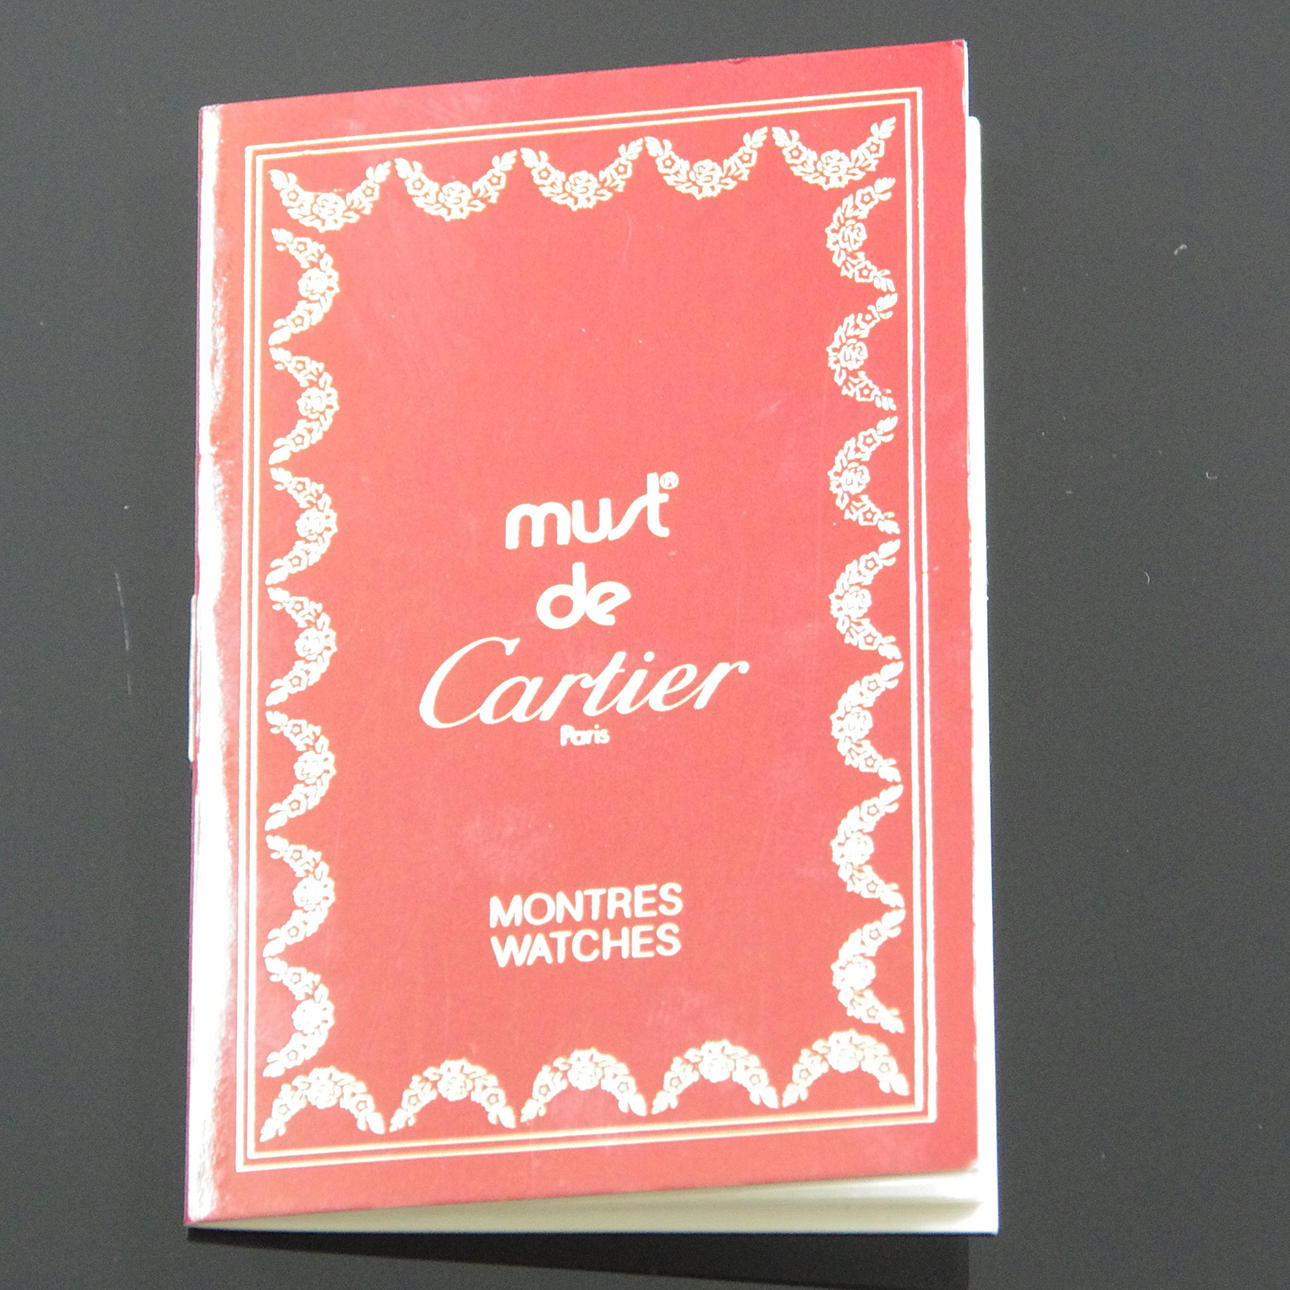 must®
de
Cartier
Paris
MONTRES
WATCHES